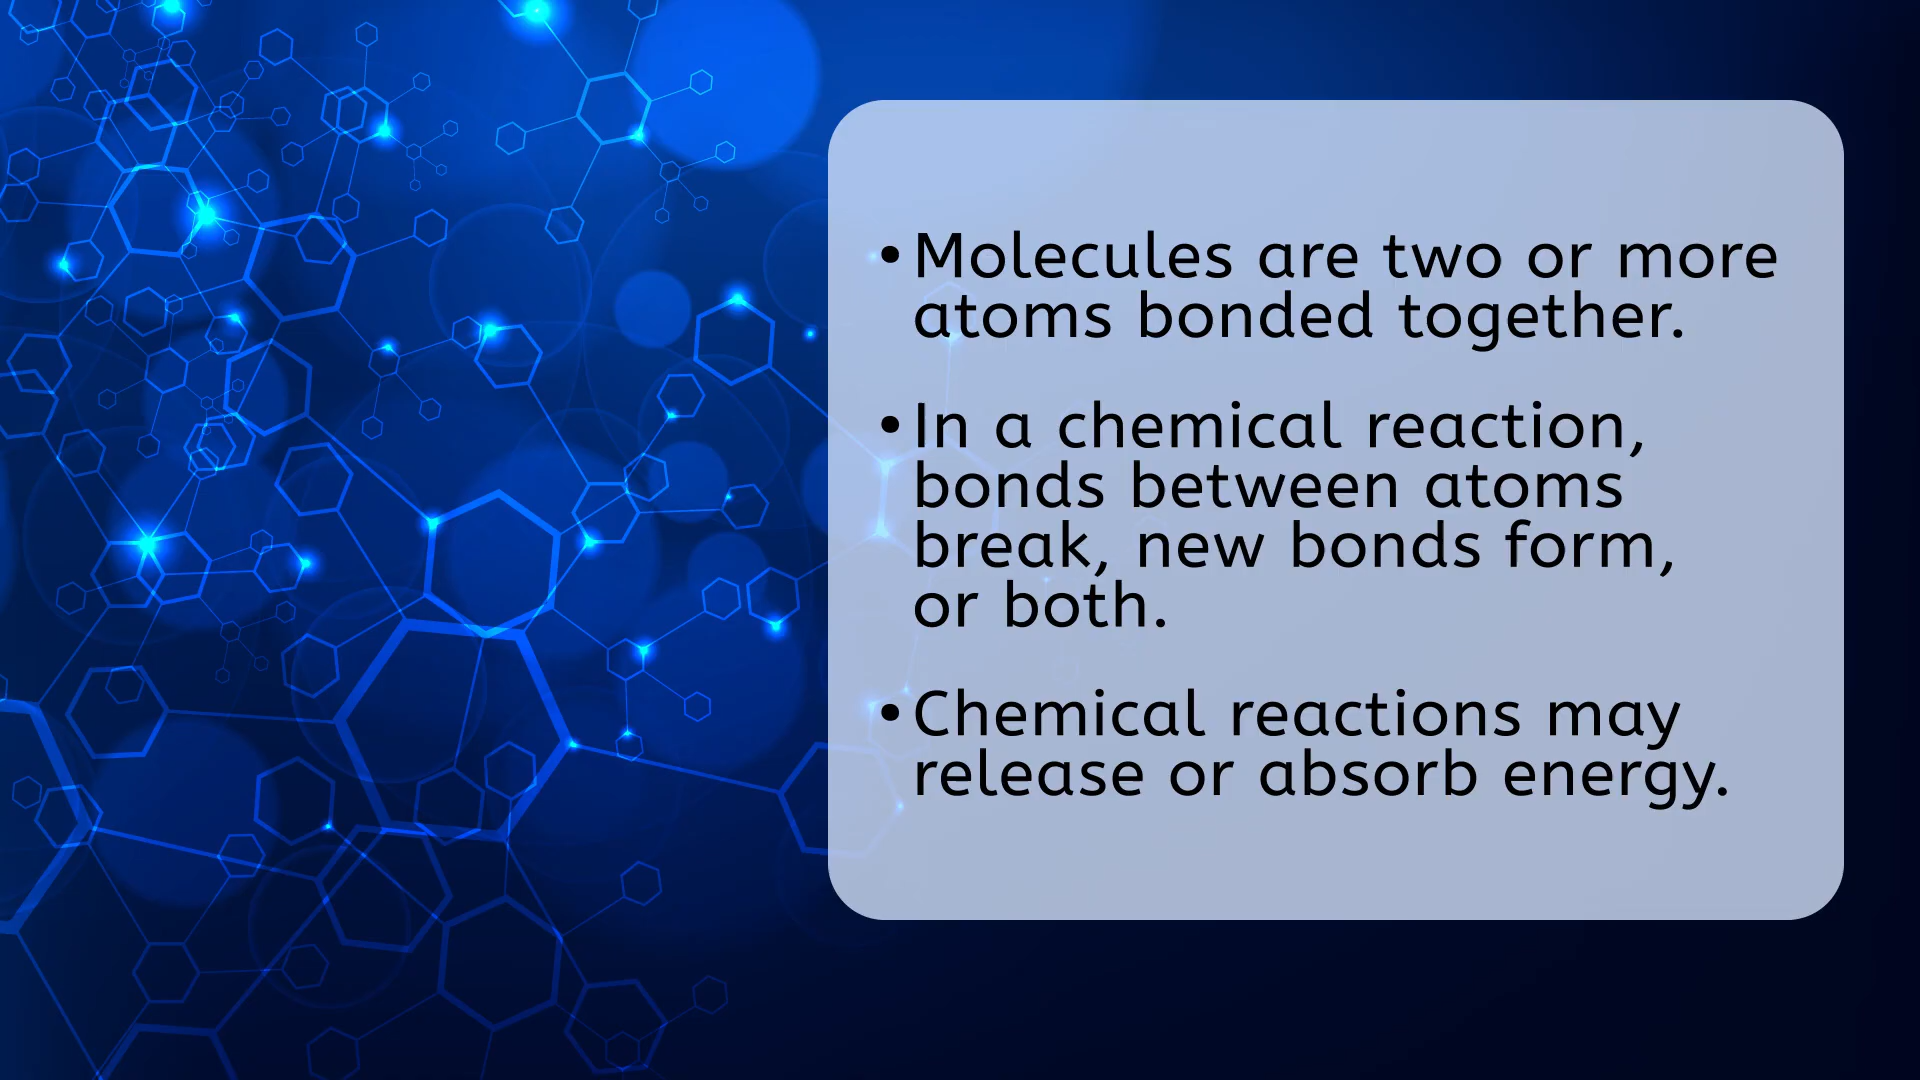 • Molecules are two or more
atoms bonded together.
• In a chemical reaction,
bonds between atoms
break, new bonds form,
or both.
• Chemical reactions may
release or absorb energy.